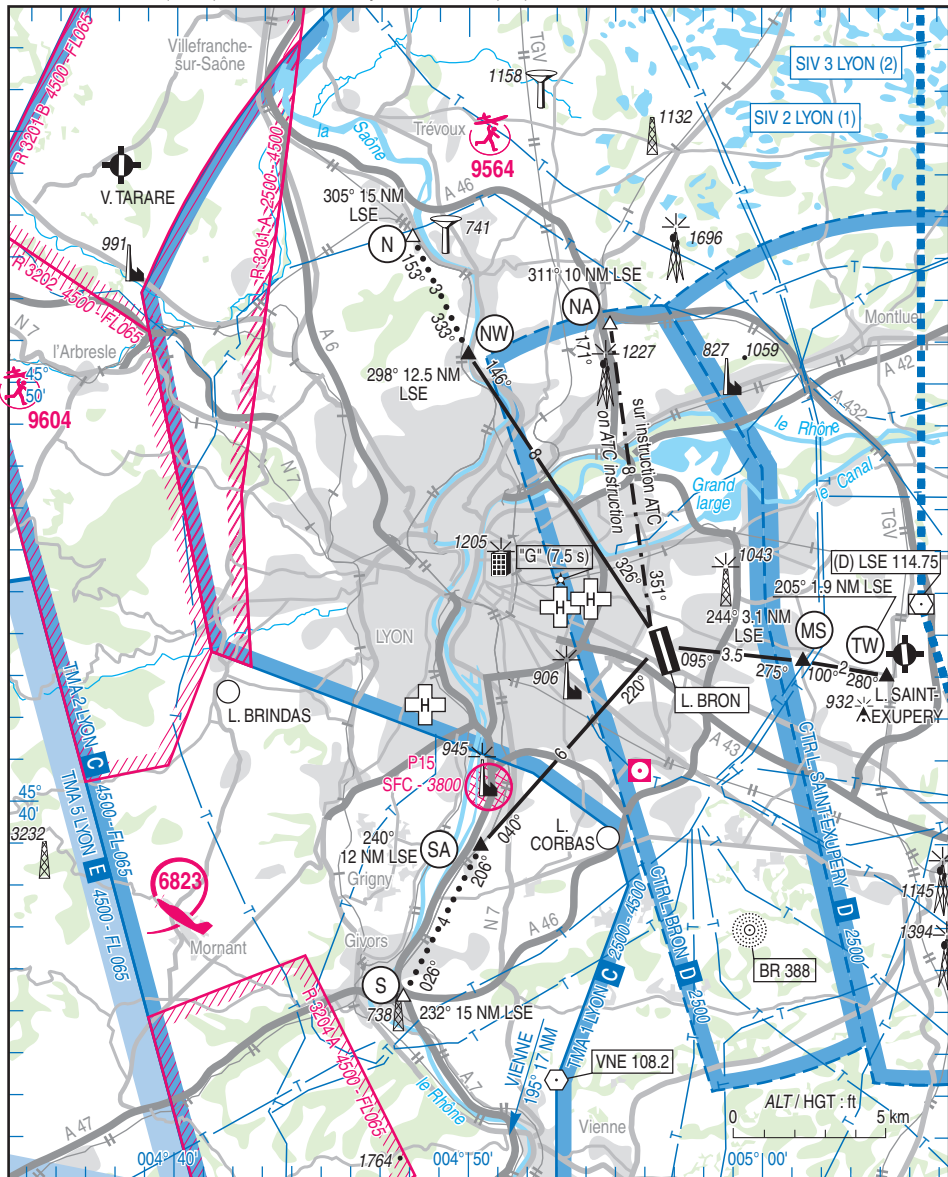 Villefranche-
sur-Saône
TGV
1158
SIV 3 LYON (2)
SIV 2 LYON (1)
R 3201 B 4500 - FL065
la Saône
Trévoux
9564
1132
V. TARARE
R 3201 A - 2500 - 4500
305° 15 NM
LSE
A 46
741
N
991
1696
311° 10 NM LSE
R 3202 4500 - FL065
153° 3 333°
NA
N 7
A 6
NW
Montluel
l'Arbresle
146°
171°
1227
827
1059
A 42
45°
50'
298° 12.5 NM
LSE
9604
A 432
le Rhône
sur instruction ATC
8
on ATC instruction
N 7
8
le Canal
Grand
large
TGV
1205
"G" (7.5 s)
1043
(D) LSE 114.75
326°
351°
205° 1.9 NM LSE
244° 3.1 NM
LSE
MS
TW
LYON
H
H
095° 3.5 275°
100° 2 280°
906
220°
L. BRON
932
L. SAINT-
EXUPERY
L. BRINDAS
H
TMA 2 LYON C 4500 - FL065
TMA 5 LYON E 4500 - FL 065
945
6
A 43
P15
SFC - 3800
45°
40'
CTR L. SAINT-EXUPERY D 2500
3232
240°
12 NM LSE
SA
040°
L.
CORBAS
Grigny
206°
6823
4
N 7
CTR L. BRON D 2500
1145
Mornant
A 46
1394
Givors
026°
BR 388
S
R 3204 A - 4500 - FL065
738
232° 15 NM LSE
TMA 1 LYON C 2500-4500
VIENNE
195° 17 NM
VNE 108.2
A 7
le Rhône
ALT / HGT : ft
0 5 km
A 47
Vienne
1764
004° 40'
004° 50'
005° 00'